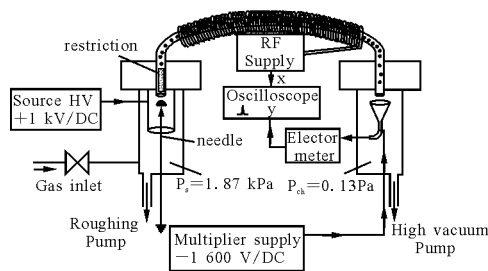 restriction
RF
Supply
x
Source HV
+1 kV/DC
Oscilloscope
y
needle
Elector
meter
Gas inlet
Ps=1.87 kPa
Pch=0.13Pa
Roughing
Pump
Multiplier supply
−1 600 V/DC
High vacuum
Pump